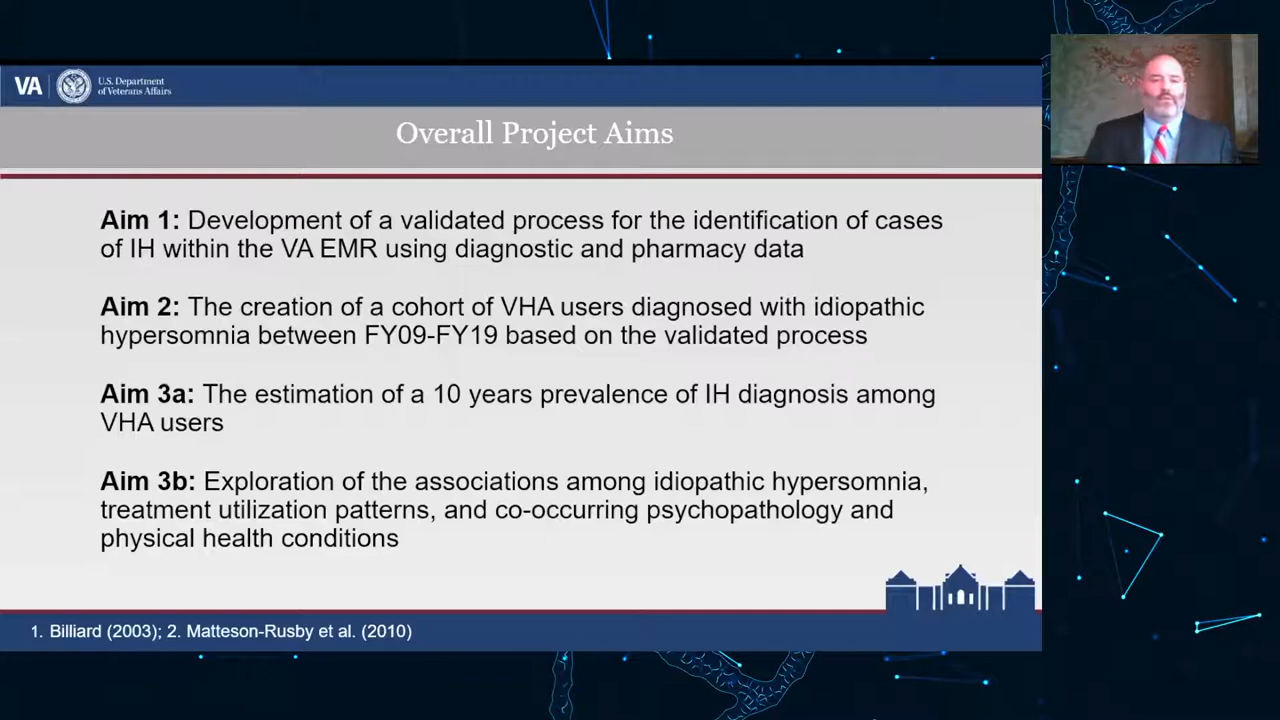 VA
U.S. Department
of Veterans Affairs
Overall Project Aims
Aim 1: Development of a validated process for the identification of cases
of IH within the VA EMR using diagnostic and pharmacy data
Aim 2: The creation of a cohort of VHA users diagnosed with idiopathic
hypersomnia between FY09-FY19 based on the validated process
Aim 3a: The estimation of a 10 years prevalence of IH diagnosis among
VHA users
Aim 3b: Exploration of the associations among idiopathic hypersomnia,
treatment utilization patterns, and co-occurring psychopathology and
physical health conditions
1. Billiard (2003); 2. Matteson-Rusby et al. (2010)